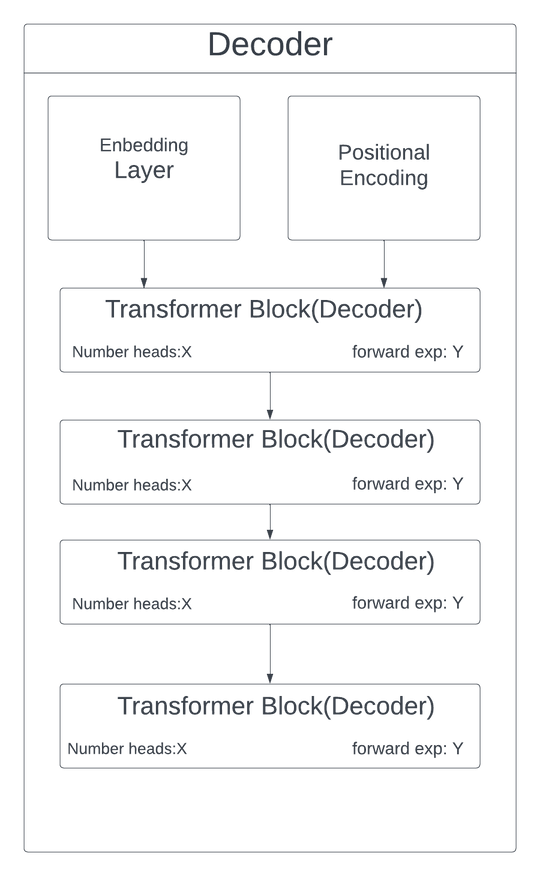 Decoder
Enbedding
Layer
Positional
Encoding
Transformer Block(Decoder)
Number heads:X
forward exp: Y
Transformer Block(Decoder)
Number heads:X
forward exp: Y
Transformer Block(Decoder)
Number heads:X
forward exp: Y
Transformer Block(Decoder)
Number heads:X
forward exp: Y